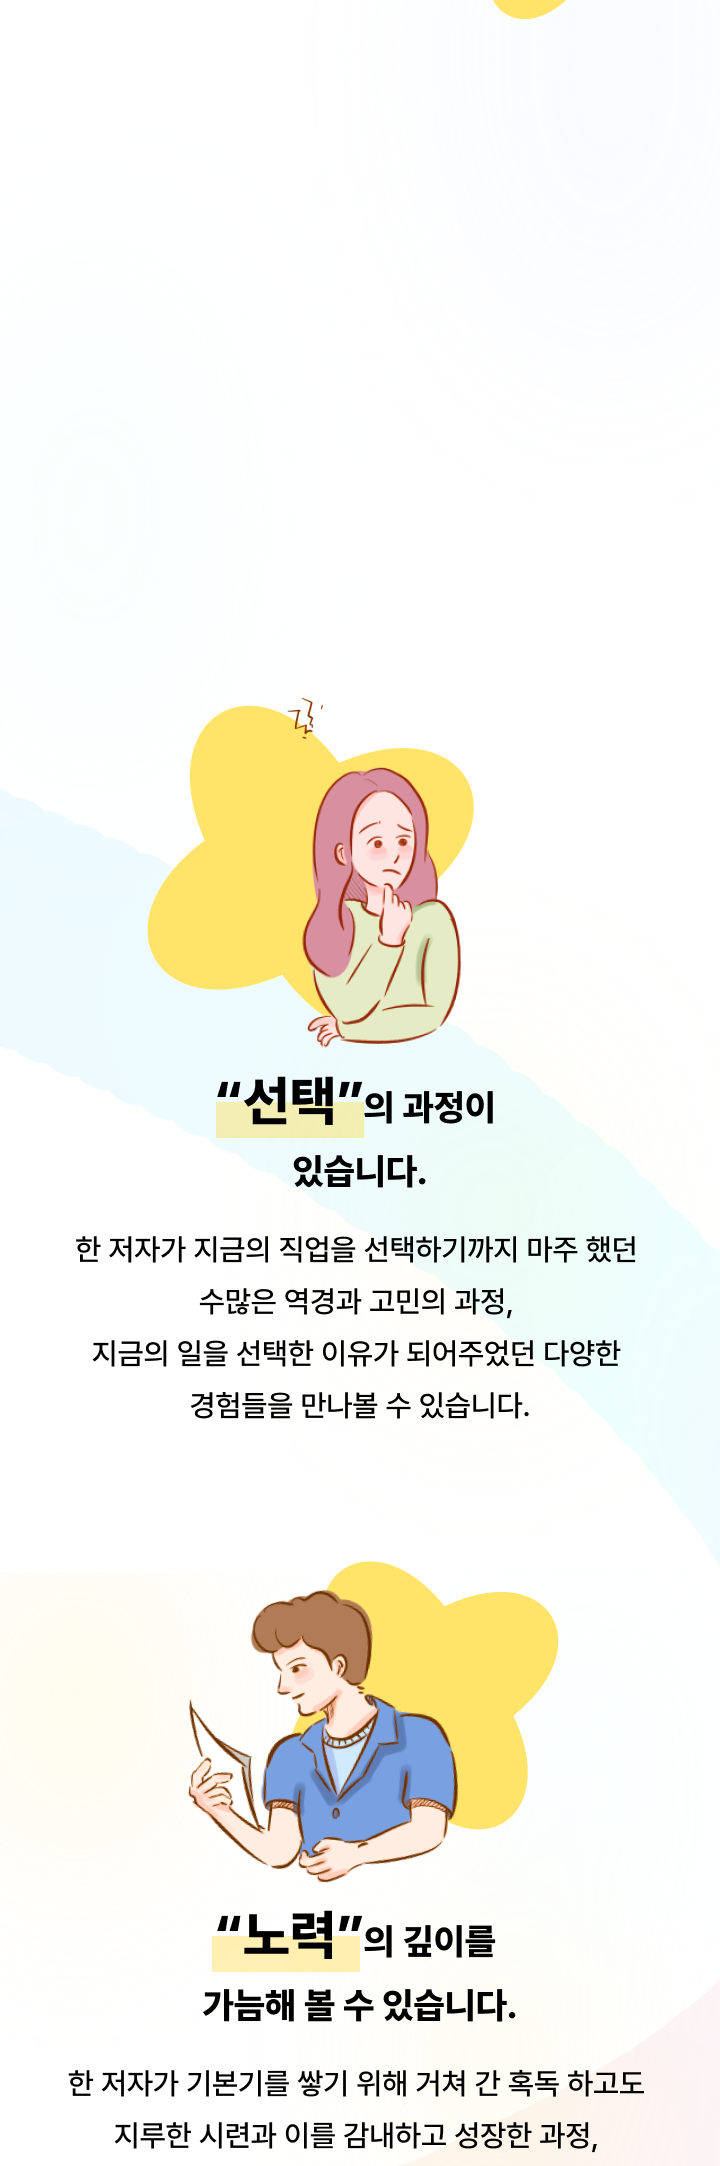 “선택”의 과정이
있습니다.
한 저자가 지금의 직업을 선택하기까지 마주 했던
수많은 역경과 고민의 과정,
지금의 일을 선택한 이유가 되어주었던 다양한
경험들을 만나볼 수 있습니다.
“노력”의 깊이를
가늠해 볼 수 있습니다.
한 저자가 기본기를 쌓기 위해 거쳐 간 혹독 하고도
지루한 시련과 이를 감내하고 성장한 과정,